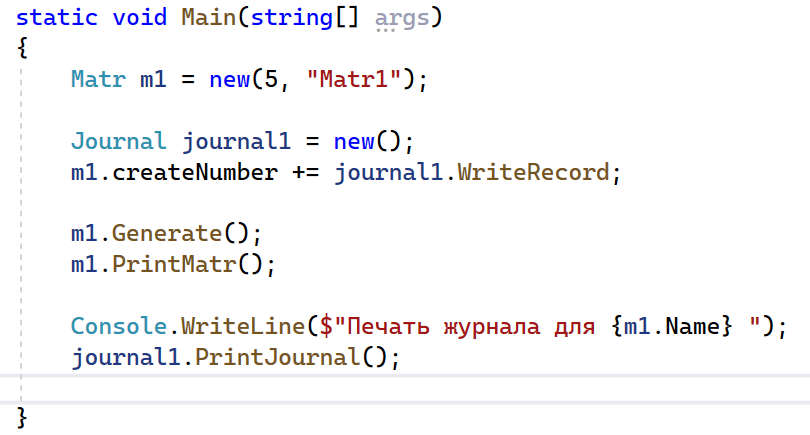 static void Main(string[] args)
{
Matr m1 = new(5, "Matr1");
Journal journal1 = new();
m1.createNumber += journal1.WriteRecord;
m1.Generate();
m1.PrintMatr();
Console.WriteLine($"Печать журнала для {m1.Name} ");
journal1.PrintJournal();
}